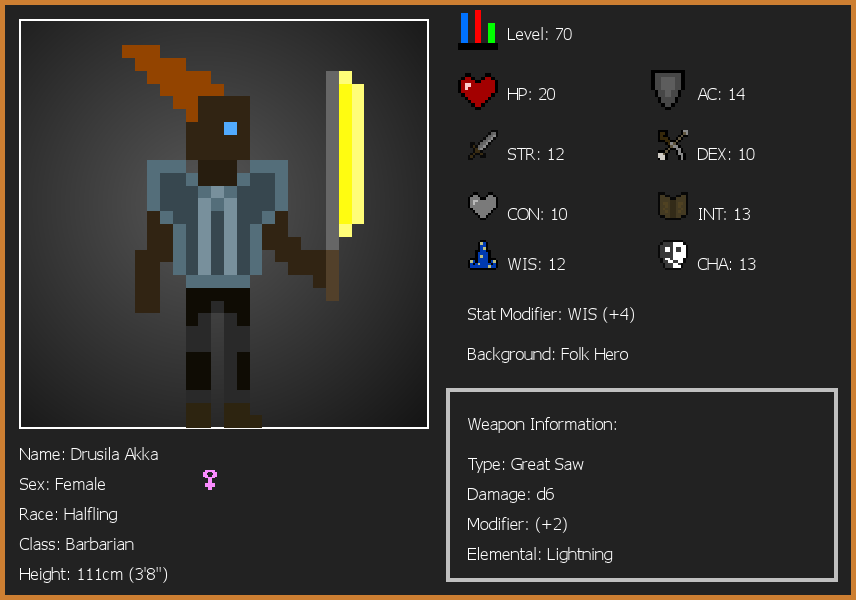 Level: 70
HP: 20
AC: 14
STR: 12
DEX: 10
CON: 10
INT: 13
WIS: 12
CHA: 13
Stat Modifier: WIS (+4)
Background: Folk Hero
Weapon Information:
Type: Great Saw
Damage: d6
Modifier: (+2)
Elemental: Lightning
Name: Drusila Akka
Sex: Female
Race: Halfling
Class: Barbarian
Height: 111cm (3'8")